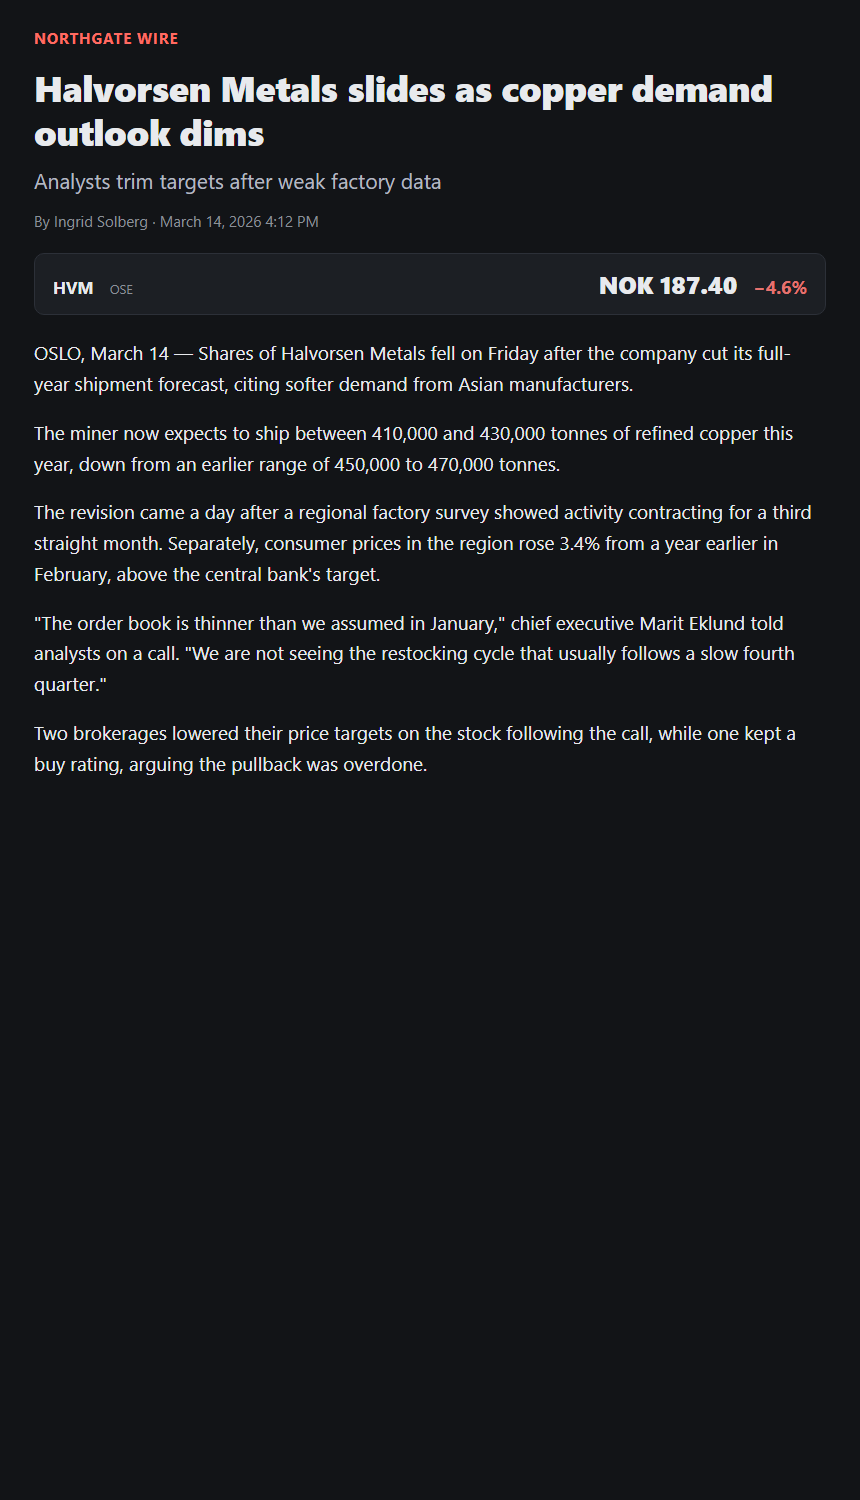 NORTHGATE WIRE
Halvorsen Metals slides as copper demand
outlook dims
Analysts trim targets after weak factory data
By Ingrid Solberg · March 14, 2026 4:12 PM
HVM OSE NOK 187.40 −4.6%
OSLO, March 14 — Shares of Halvorsen Metals fell on Friday after the company cut its full-
year shipment forecast, citing softer demand from Asian manufacturers.
The miner now expects to ship between 410,000 and 430,000 tonnes of refined copper this
year, down from an earlier range of 450,000 to 470,000 tonnes.
The revision came a day after a regional factory survey showed activity contracting for a third
straight month. Separately, consumer prices in the region rose 3.4% from a year earlier in
February, above the central bank's target.
"The order book is thinner than we assumed in January," chief executive Marit Eklund told
analysts on a call. "We are not seeing the restocking cycle that usually follows a slow fourth
quarter."
Two brokerages lowered their price targets on the stock following the call, while one kept a
buy rating, arguing the pullback was overdone.